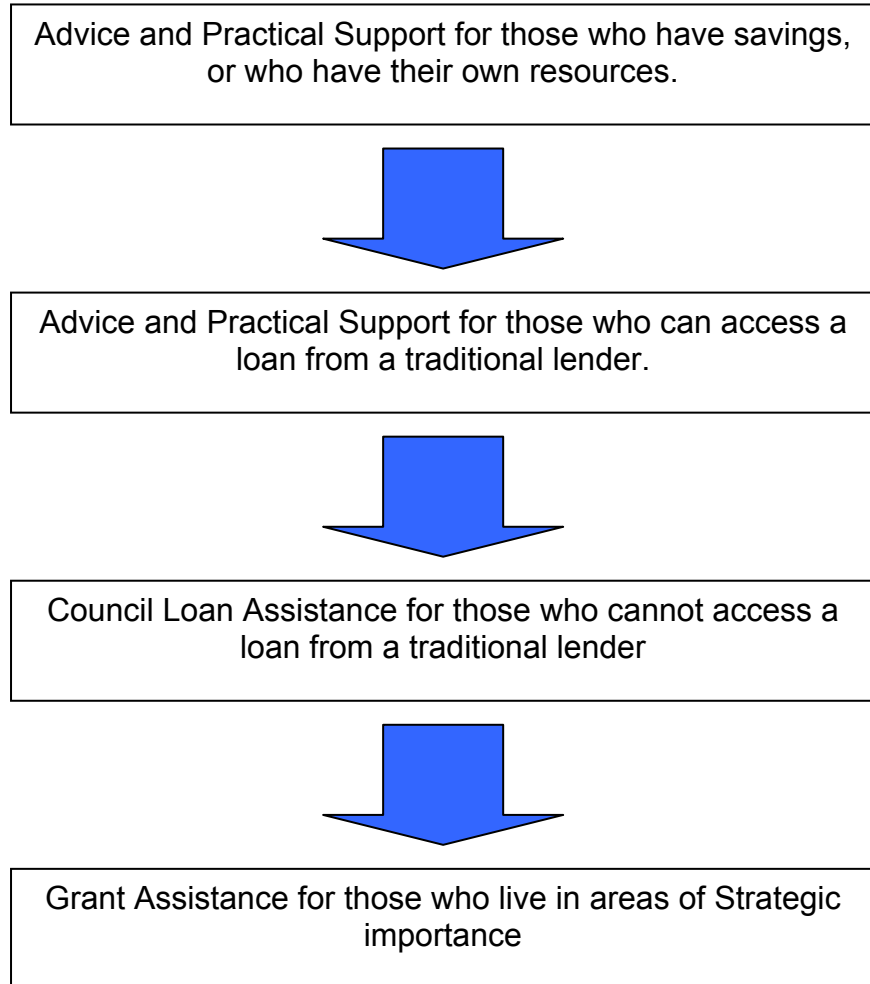 Advice and Practical Support for those who have savings,
or who have their own resources.
Advice and Practical Support for those who can access a
loan from a traditional lender.
Council Loan Assistance for those who cannot access a
loan from a traditional lender
Grant Assistance for those who live in areas of Strategic
importance